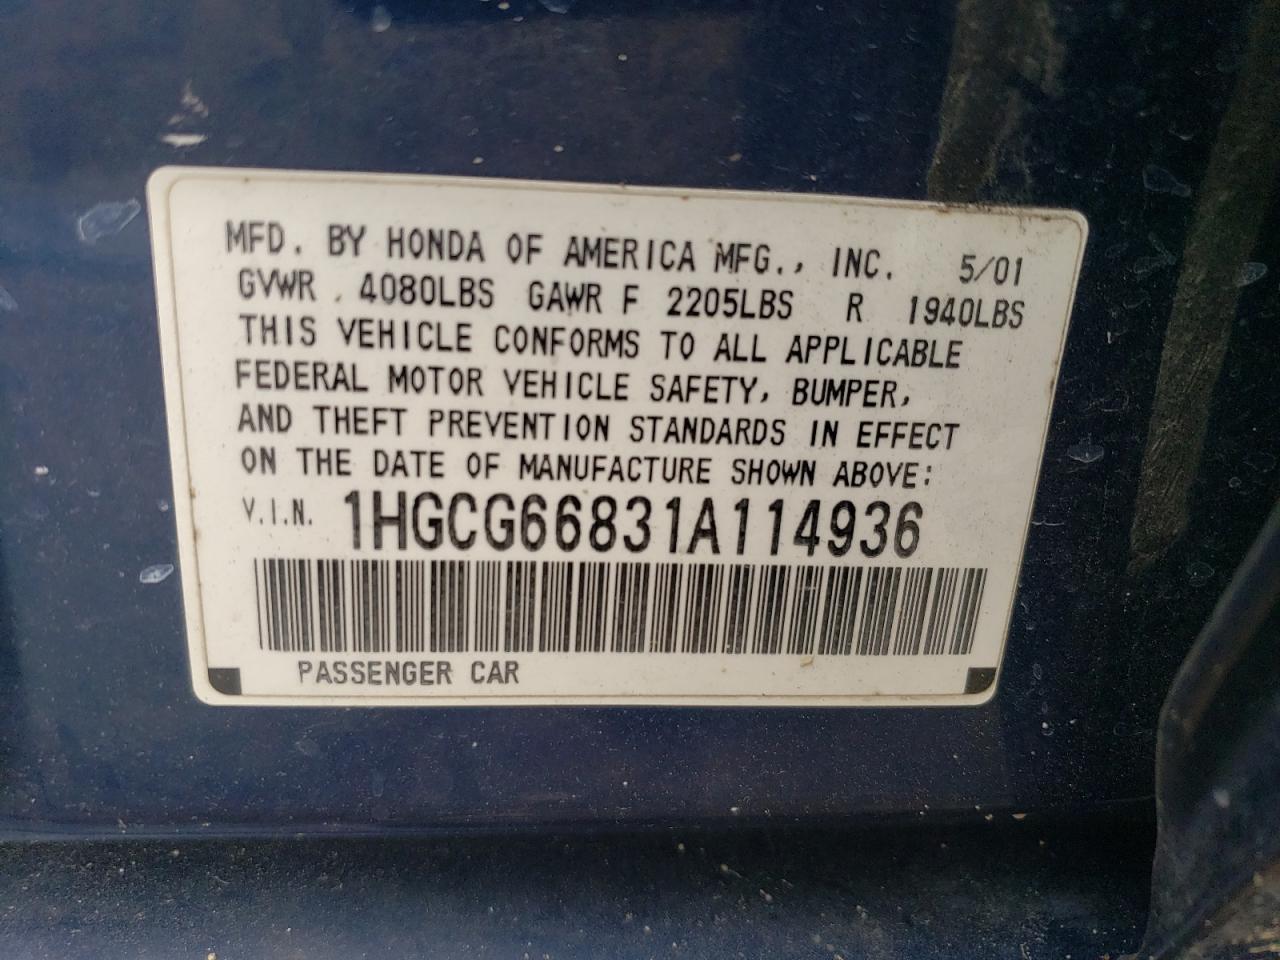 MFD. BY HONDA OF AMERICA MFG., INC. 5/01
GVWR 4080LBS GAWR F 2205LBS R 1940LBS
THIS VEHICLE CONFORMS TO ALL APPLICABLE
FEDERAL MOTOR VEHICLE SAFETY, BUMPER,
AND THEFT PREVENTION STANDARDS IN EFFECT
ON THE DATE OF MANUFACTURE SHOWN ABOVE:
V.I.N. 1HGCG66831A114936
PASSENGER CAR